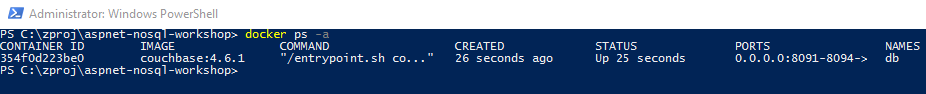 Administrator: Windows PowerShell
PS C:\zproj\aspnet-nosql-workshop> docker ps -a
CONTAINER ID IMAGE COMMAND CREATED STATUS PORTS NAMES
354f0d223be0 couchbase:4.6.1 "/entrypoint.sh co..." 26 seconds ago Up 25 seconds 0.0.0.0:8091-8094-> db
PS C:\zproj\aspnet-nosql-workshop>